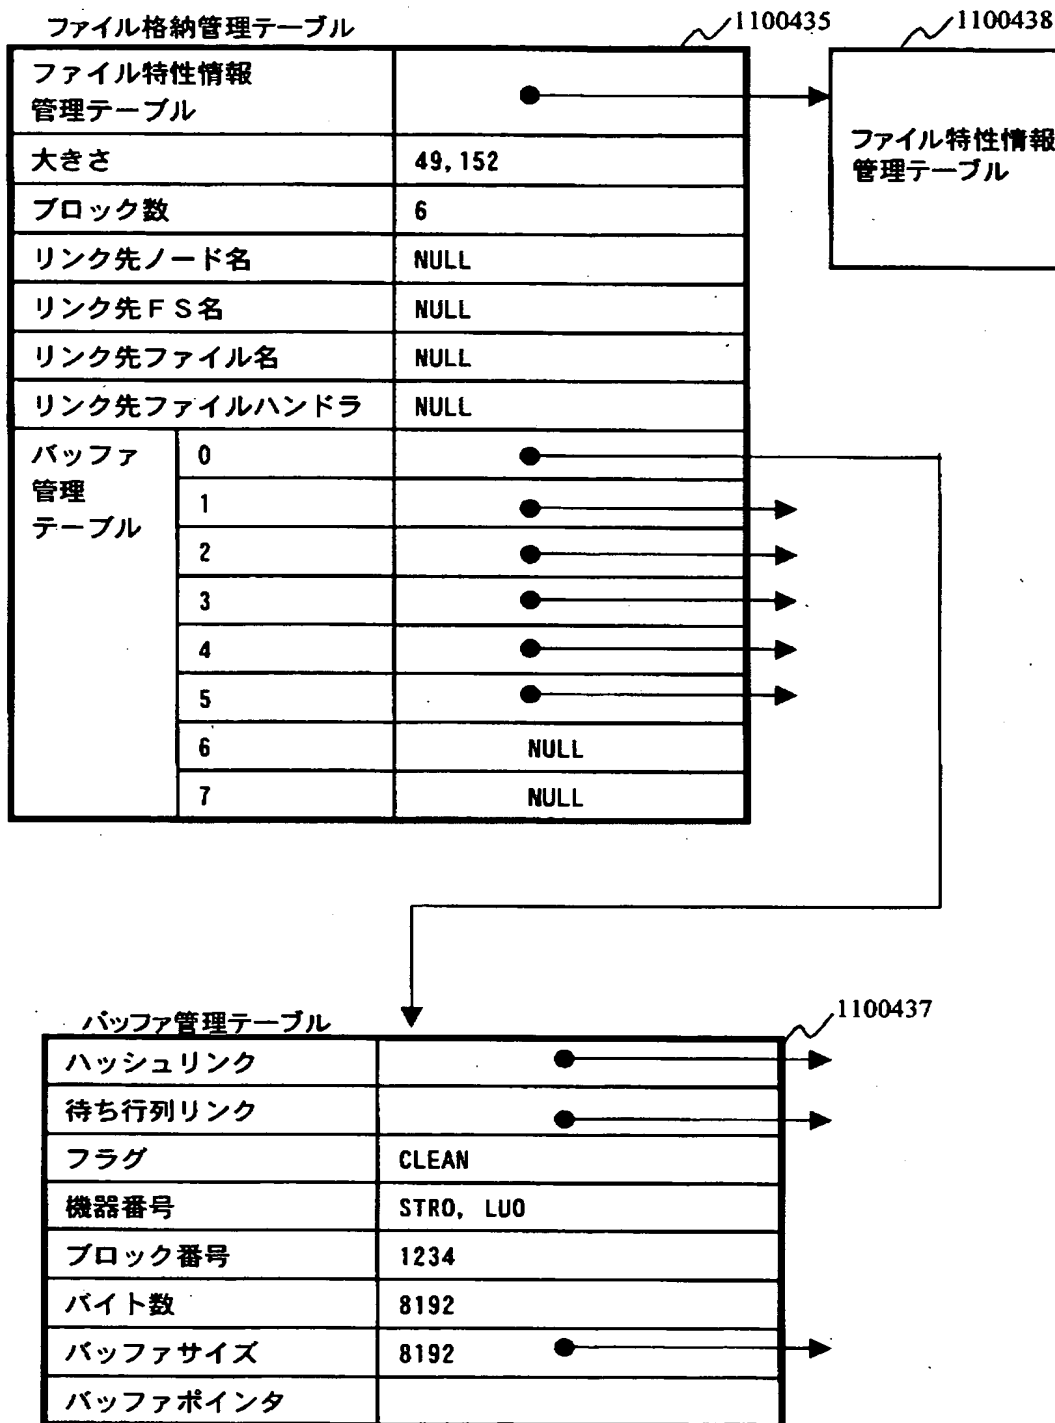 ファイル格納管理テーブル
1100435
1100438
ファイル特性情報
管理テーブル
ファイル特性情報
管理テーブル
大きさ 49,152
ブロック数 6
リンク先ノード名 NULL
リンク先ＦＳ名 NULL
リンク先ファイル名 NULL
リンク先ファイルハンドラ NULL
バッファ
管理
テーブル
0
1
2
3
4
5
6 NULL
7 NULL
バッファ管理テーブル
1100437
ハッシュリンク
待ち行列リンク
フラグ CLEAN
機器番号 STR0, LU0
ブロック番号 1234
バイト数 8192
バッファサイズ 8192
バッファポインタ